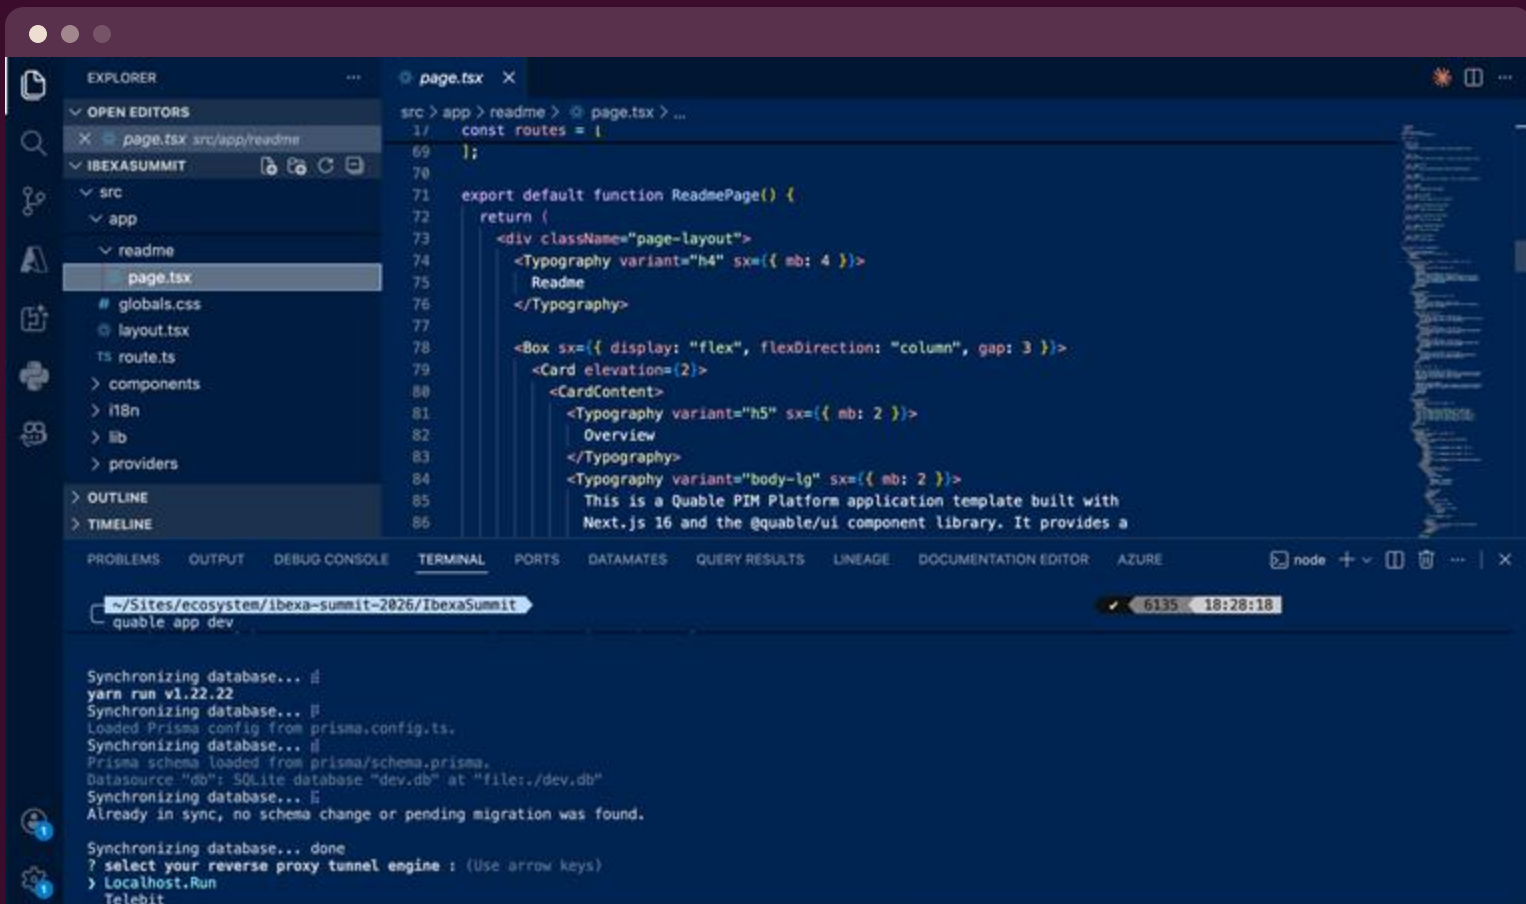 EXPLORER
···
page.tsx
OPEN EDITORS
page.tsx src/app/readme
IBEXASUMMIT
src
app
readme
page.tsx
# globals.css
layout.tsx
TS route.ts
components
i18n
lib
providers
OUTLINE
TIMELINE
src > app > readme > page.tsx > ...
17 const routes = [
69 ];
70
71 export default function ReadmePage() {
72 return (
73 <div className="page-layout">
74 <Typography variant="h4" sx={{ mb: 4 }}>
75 Readme
76 </Typography>
77
78 <Box sx={{ display: "flex", flexDirection: "column", gap: 3 }}>
79 <Card elevation={2}>
80 <CardContent>
81 <Typography variant="h5" sx={{ mb: 2 }}>
82 Overview
83 </Typography>
84 <Typography variant="body-lg" sx={{ mb: 2 }}>
85 This is a Quable PIM Platform application template built with
86 Next.js 16 and the @quable/ui component library. It provides a
PROBLEMS OUTPUT DEBUG CONSOLE TERMINAL PORTS DATAMATES QUERY RESULTS LINEAGE DOCUMENTATION EDITOR AZURE
node
~/Sites/ecosystem/ibexa-summit-2026/IbexaSummit
✔ 6135 18:28:18
quable app dev
Synchronizing database...
yarn run v1.22.22
Synchronizing database...
Loaded Prisma config from prisma.config.ts.
Synchronizing database...
Prisma schema loaded from prisma/schema.prisma.
Datasource "db": SQLite database "dev.db" at "file:./dev.db"
Synchronizing database...
Already in sync, no schema change or pending migration was found.
Synchronizing database... done
? select your reverse proxy tunnel engine : (Use arrow keys)
❯ Localhost.Run
Telebit
1
1